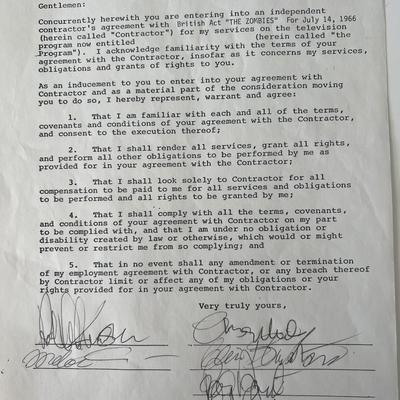 Gentlemen:
Concurrently herewith you are entering into an independent
contractor's agreement with British Act "THE ZOMBIES" For July 14, 1966
(herein called "Contractor") for my services on the television
program now entitled (herein called "the
Program"). I acknowledge familiarity with the terms of your
agreement with the Contractor, insofar as it concerns my services,
obligations and grants of rights to you.
As an inducement to you to enter into your agreement with
Contractor and as a material part of the consideration moving
you to do so, I hereby represent, warrant and agree:
1. That I am familiar with each and all of the terms,
covenants and conditions of your agreement with the Contractor,
and consent to the execution thereof;
2. That I shall render all services, grant all rights,
and perform all other obligations to be performed by me as
provided for in your agreement with the Contractor;
3. That I shall look solely to Contractor for all
compensation to be paid to me for all services and obligations
to be performed and all rights to be granted by me;
4. That I shall comply with all the terms, covenants,
and conditions of your agreement with Contractor on my part
to be complied with, and that I am under no obligation or
disability created by law or otherwise, which would or might
prevent or restrict me from so complying; and
5. That in no event shall any amendment or termination
of my employment agreement with Contractor, or any breach thereof
by Contractor limit or affect any of my obligations or your
rights provided for in your agreement with Contractor.
Very truly yours,